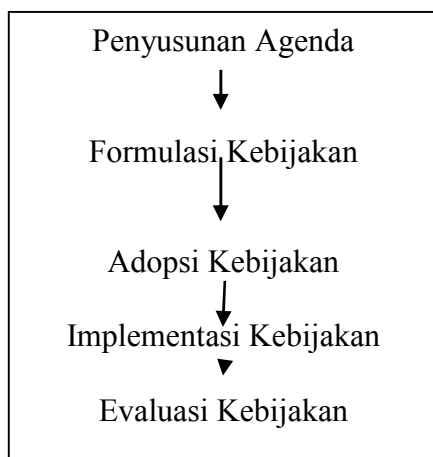 Penyusunan Agenda
Formulasi Kebijakan
Adopsi Kebijakan
Implementasi Kebijakan
Evaluasi Kebijakan